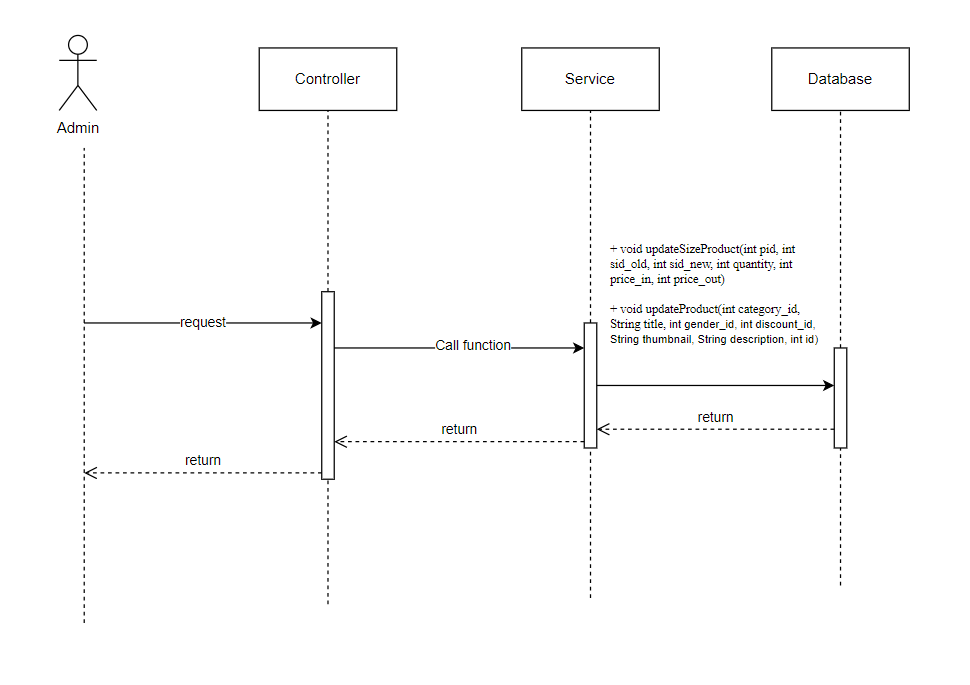 Admin
Controller
Service
Database
+ void updateSizeProduct(int pid, int
sid_old, int sid_new, int quantity, int
price_in, int price_out)
+ void updateProduct(int category_id,
String title, int gender_id, int discount_id,
String thumbnail, String description, int id)
request
Call function
return
return
return